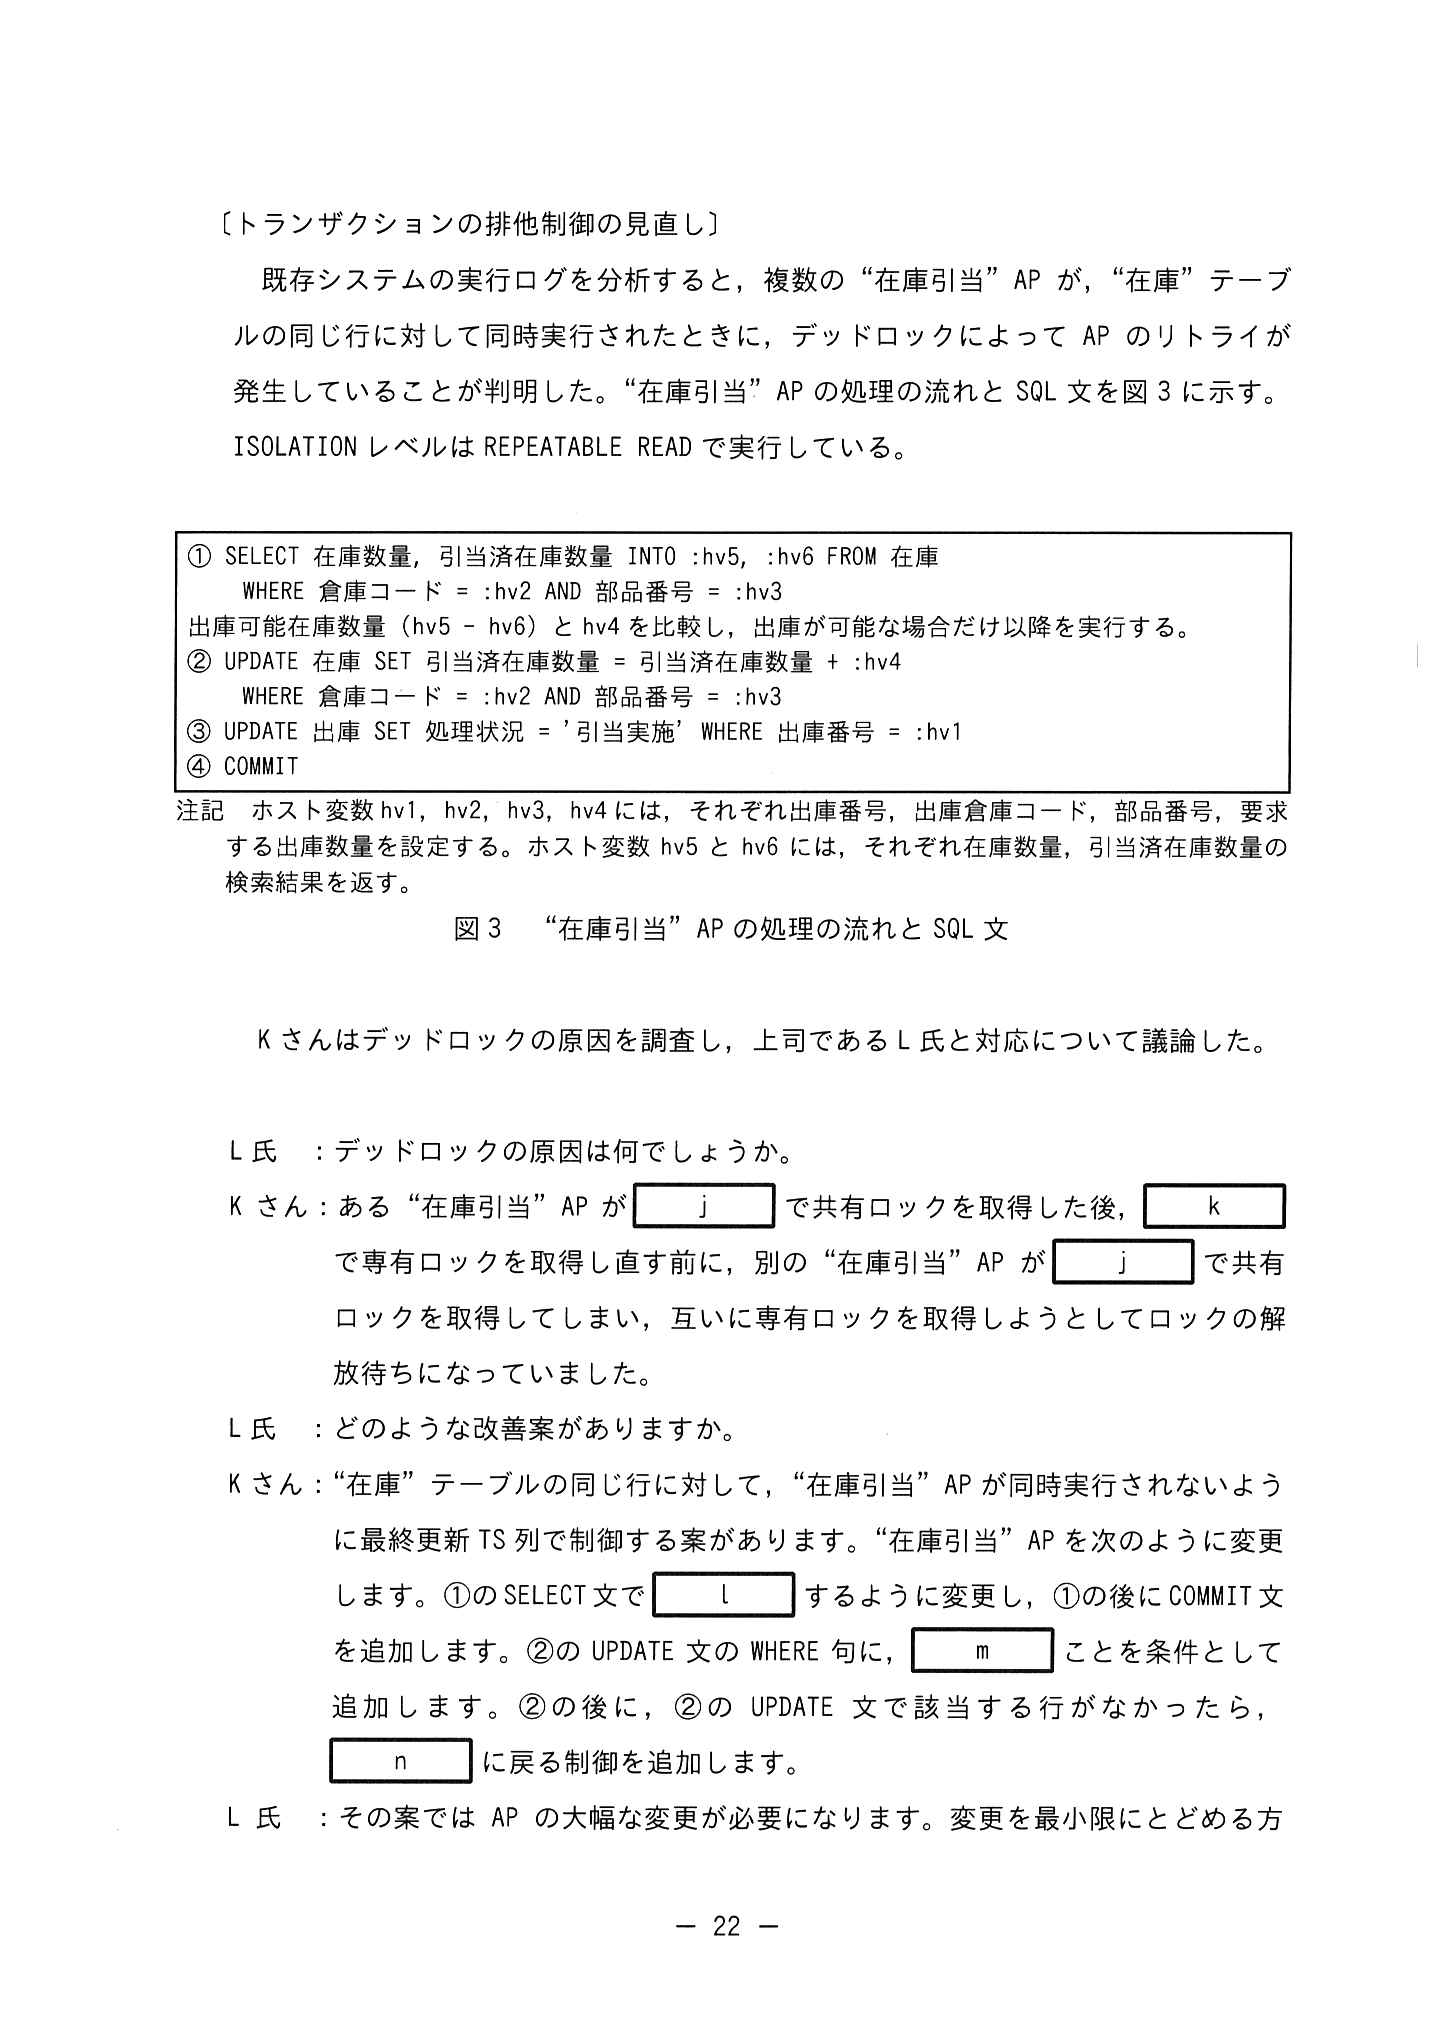 〔トランザクションの排他制御の見直し〕
既存システムの実行ログを分析すると，複数の“在庫引当”AP が，“在庫”テーブ
ルの同じ行に対して同時実行されたときに，デッドロックによって AP のリトライが
発生していることが判明した。“在庫引当”AP の処理の流れと SQL 文を図 3 に示す。
ISOLATION レベルは REPEATABLE READ で実行している。
① SELECT 在庫数量, 引当済在庫数量 INTO :hv5, :hv6 FROM 在庫
WHERE 倉庫コード = :hv2 AND 部品番号 = :hv3
出庫可能在庫数量（hv5 - hv6）と hv4 を比較し，出庫が可能な場合だけ以降を実行する。
② UPDATE 在庫 SET 引当済在庫数量 = 引当済在庫数量 + :hv4
WHERE 倉庫コード = :hv2 AND 部品番号 = :hv3
③ UPDATE 出庫 SET 処理状況 = '引当実施' WHERE 出庫番号 = :hv1
④ COMMIT
注記　ホスト変数 hv1，hv2，hv3，hv4 には，それぞれ出庫番号，出庫倉庫コード，部品番号，要求
する出庫数量を設定する。ホスト変数 hv5 と hv6 には，それぞれ在庫数量，引当済在庫数量の
検索結果を返す。
図 3　“在庫引当”AP の処理の流れと SQL 文
K さんはデッドロックの原因を調査し，上司である L 氏と対応について議論した。
L 氏　：デッドロックの原因は何でしょうか。
K さん：ある“在庫引当”AP が j で共有ロックを取得した後， k
で専有ロックを取得し直す前に，別の“在庫引当”AP が j で共有
ロックを取得してしまい，互いに専有ロックを取得しようとしてロックの解
放待ちになっていました。
L 氏　：どのような改善案がありますか。
K さん：“在庫”テーブルの同じ行に対して，“在庫引当”AP が同時実行されないよう
に最終更新 TS 列で制御する案があります。“在庫引当”AP を次のように変更
します。①の SELECT 文で l するように変更し，①の後に COMMIT 文
を追加します。②の UPDATE 文の WHERE 句に， m ことを条件として
追加します。②の後に，②の UPDATE 文で該当する行がなかったら，
n に戻る制御を追加します。
L 氏　：その案では AP の大幅な変更が必要になります。変更を最小限にとどめる方
－ 22 －